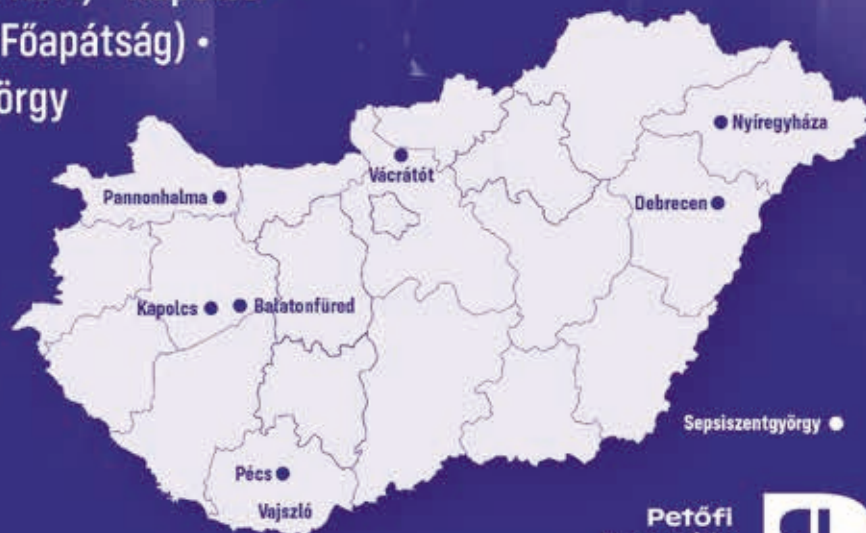 Főapátság) •
örgy
Nyíregyháza
Vácrátót
Pannonhalma
Debrecen
Kapolcs
Balatonfüred
Sepsiszentgyörgy
Pécs
Vajszló
Petőfi